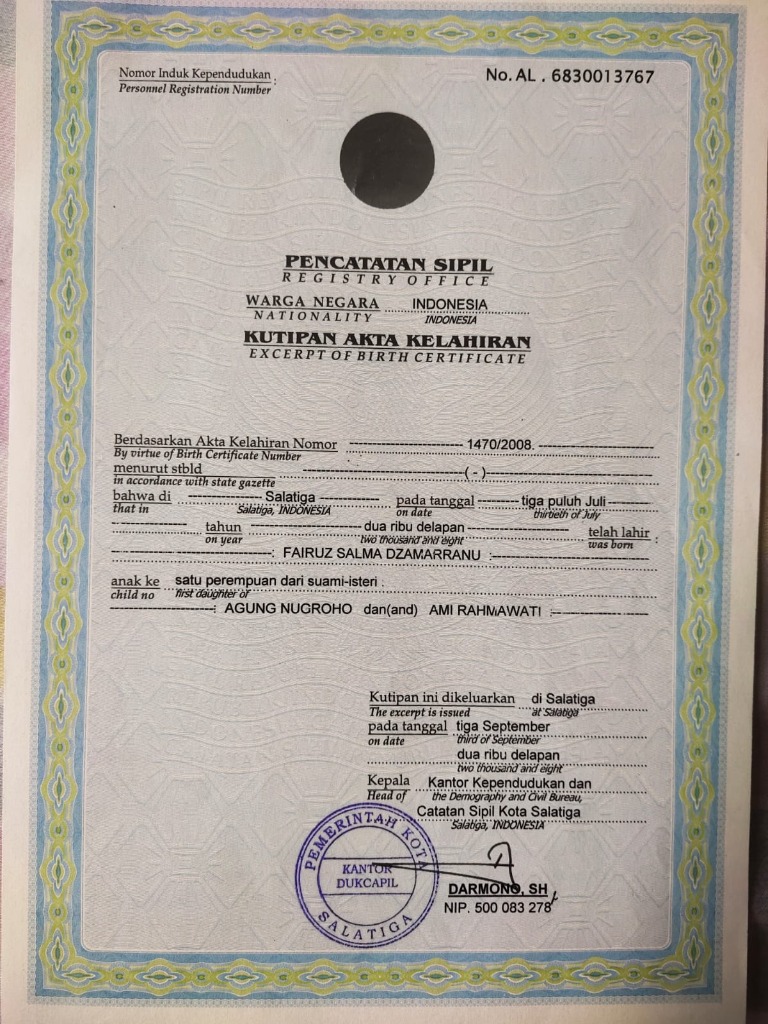 Nomor Induk Kependudukan :
Personnel Registration Number
No. AL . 6830013767
PENCATATAN SIPIL
REGISTRY OFFICE
WARGA NEGARA INDONESIA
NATIONALITY INDONESIA
KUTIPAN AKTA KELAHIRAN
EXCERPT OF BIRTH CERTIFICATE
Berdasarkan Akta Kelahiran Nomor 1470/2008.
By virtue of Birth Certificate Number
menurut stbld ( - )
in accordance with state gazette
bahwa di Salatiga pada tanggal tiga puluh Juli
that in Salatiga, INDONESIA on date thirtieth of July
tahun dua ribu delapan telah lahir :
on year two thousand and eight was born
: FAIRUZ SALMA DZAMARRANU :
anak ke satu perempuan dari suami-isteri .
child no first daughter of
: AGUNG NUGROHO dan(and) AMI RAHMAWATI :
Kutipan ini dikeluarkan di Salatiga
The excerpt is issued at Salatiga
pada tanggal tiga September
on date third of September
dua ribu delapan
two thousand and eight
Kepala Kantor Kependudukan dan
Head of the Demography and Civil Bureau,
Catatan Sipil Kota Salatiga
Salatiga, INDONESIA
PEMERINTAH KOTA
KANTOR
DUKCAPIL
SALATIGA
DARMONO, SH
NIP. 500 083 278